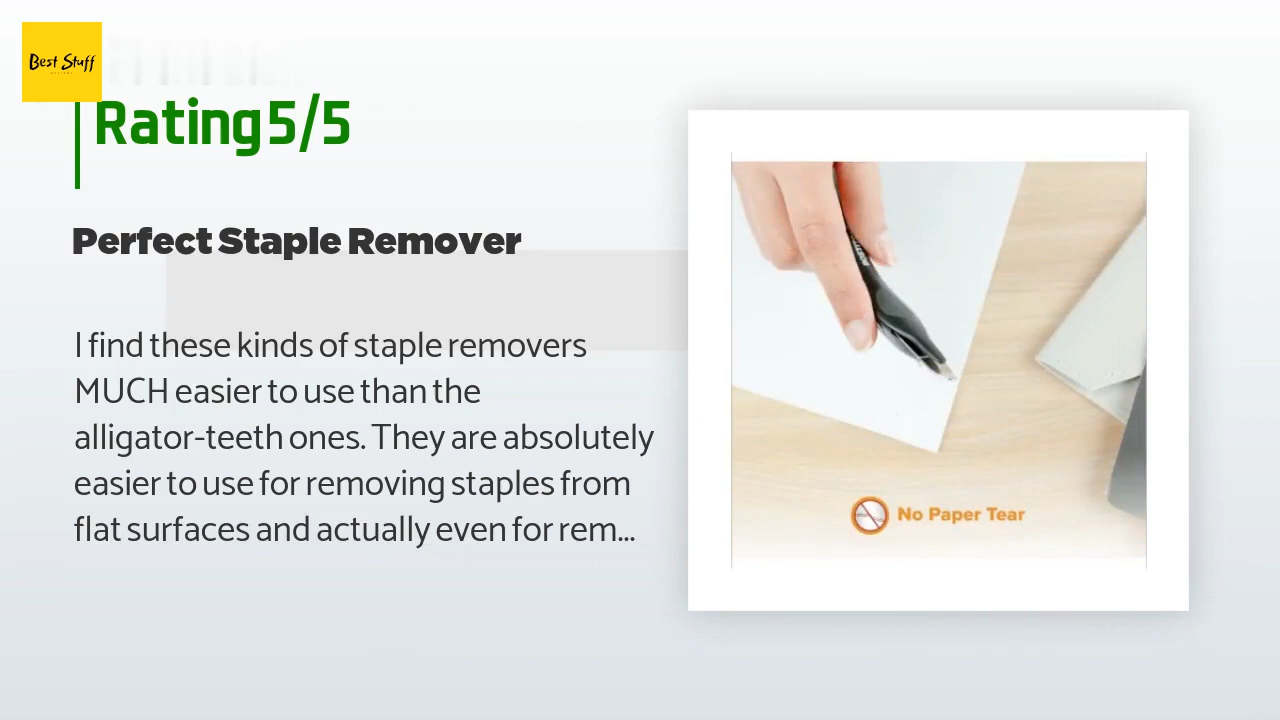 Best Stuff
Rating 5/5
Perfect Staple Remover
I find these kinds of staple removers
MUCH easier to use than the
alligator-teeth ones. They are absolutely
easier to use for removing staples from
flat surfaces and actually even for rem...
No Paper Tear